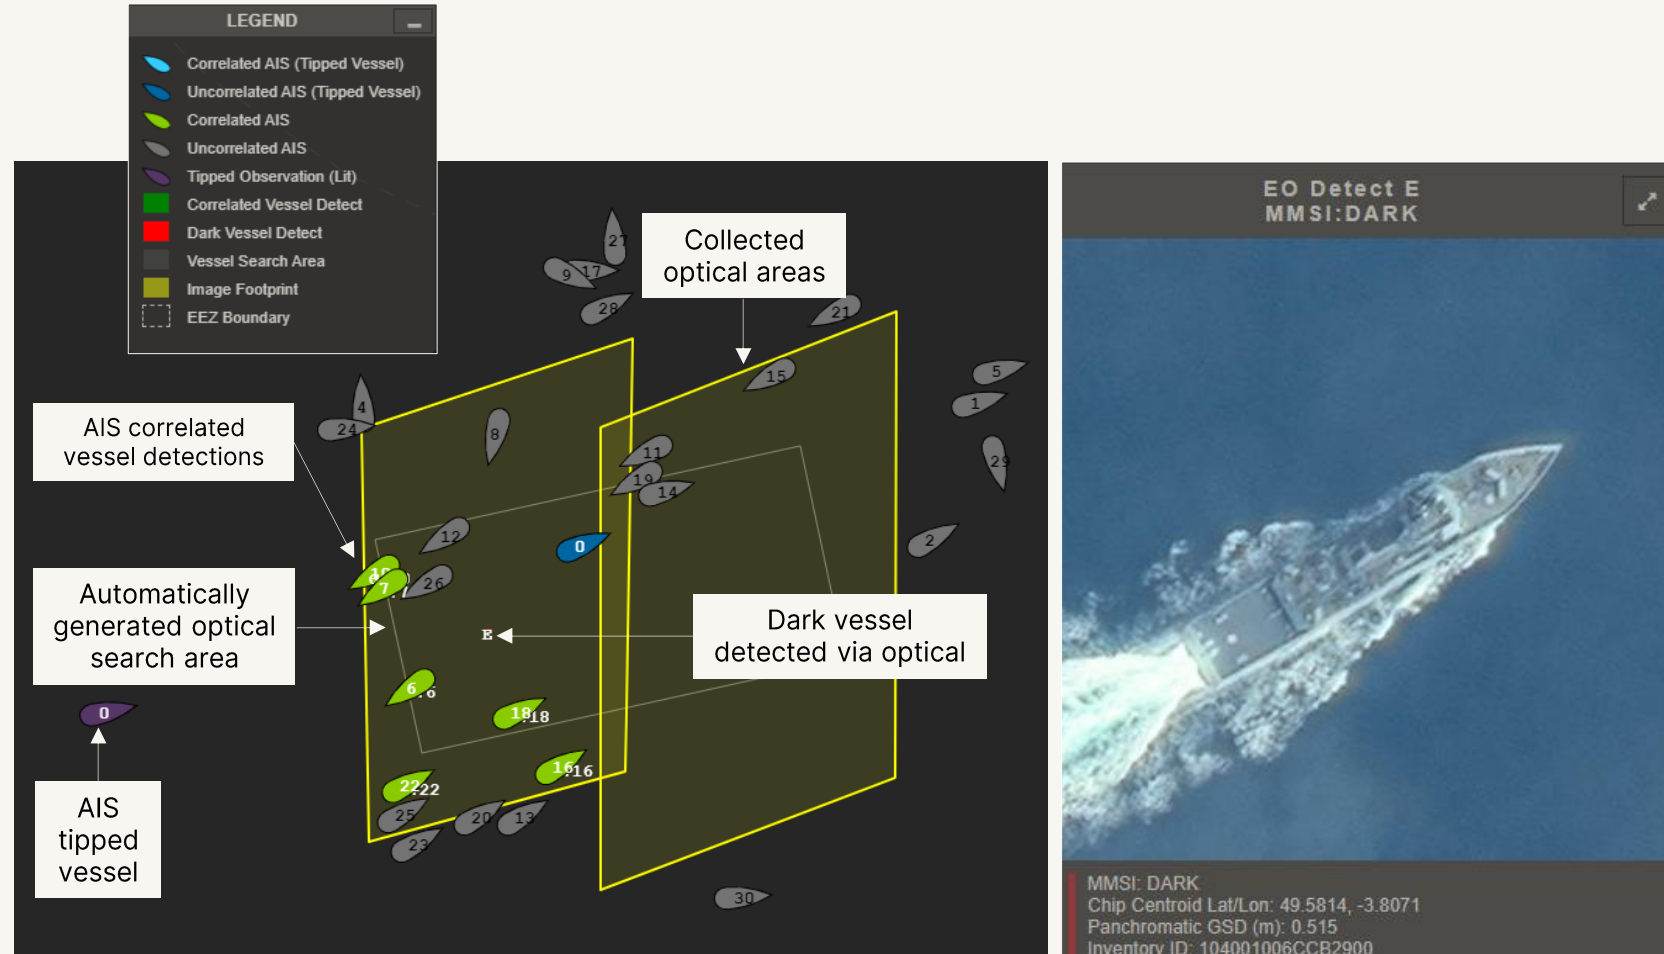 LEGEND
Correlated AIS (Tipped Vessel)
Uncorrelated AIS (Tipped Vessel)
Correlated AIS
Uncorrelated AIS
Tipped Observation (Lit)
Correlated Vessel Detect
Dark Vessel Detect
Vessel Search Area
Image Footprint
EEZ Boundary
27
9
17
28
Collected
optical areas
21
15
5
1
29
2
4
24
8
AIS correlated
vessel detections
11
19
14
12
0
26
7
Automatically
generated optical
search area
E
Dark vessel
detected via optical
6
18
:18
16
:16
22
:22
25
20
13
23
30
0
AIS
tipped
vessel
EO Detect E
MMSI:DARK
MMSI: DARK
Chip Centroid Lat/Lon: 49.5814, -3.8071
Panchromatic GSD (m): 0.515
Inventory ID: 104001006CCB2900